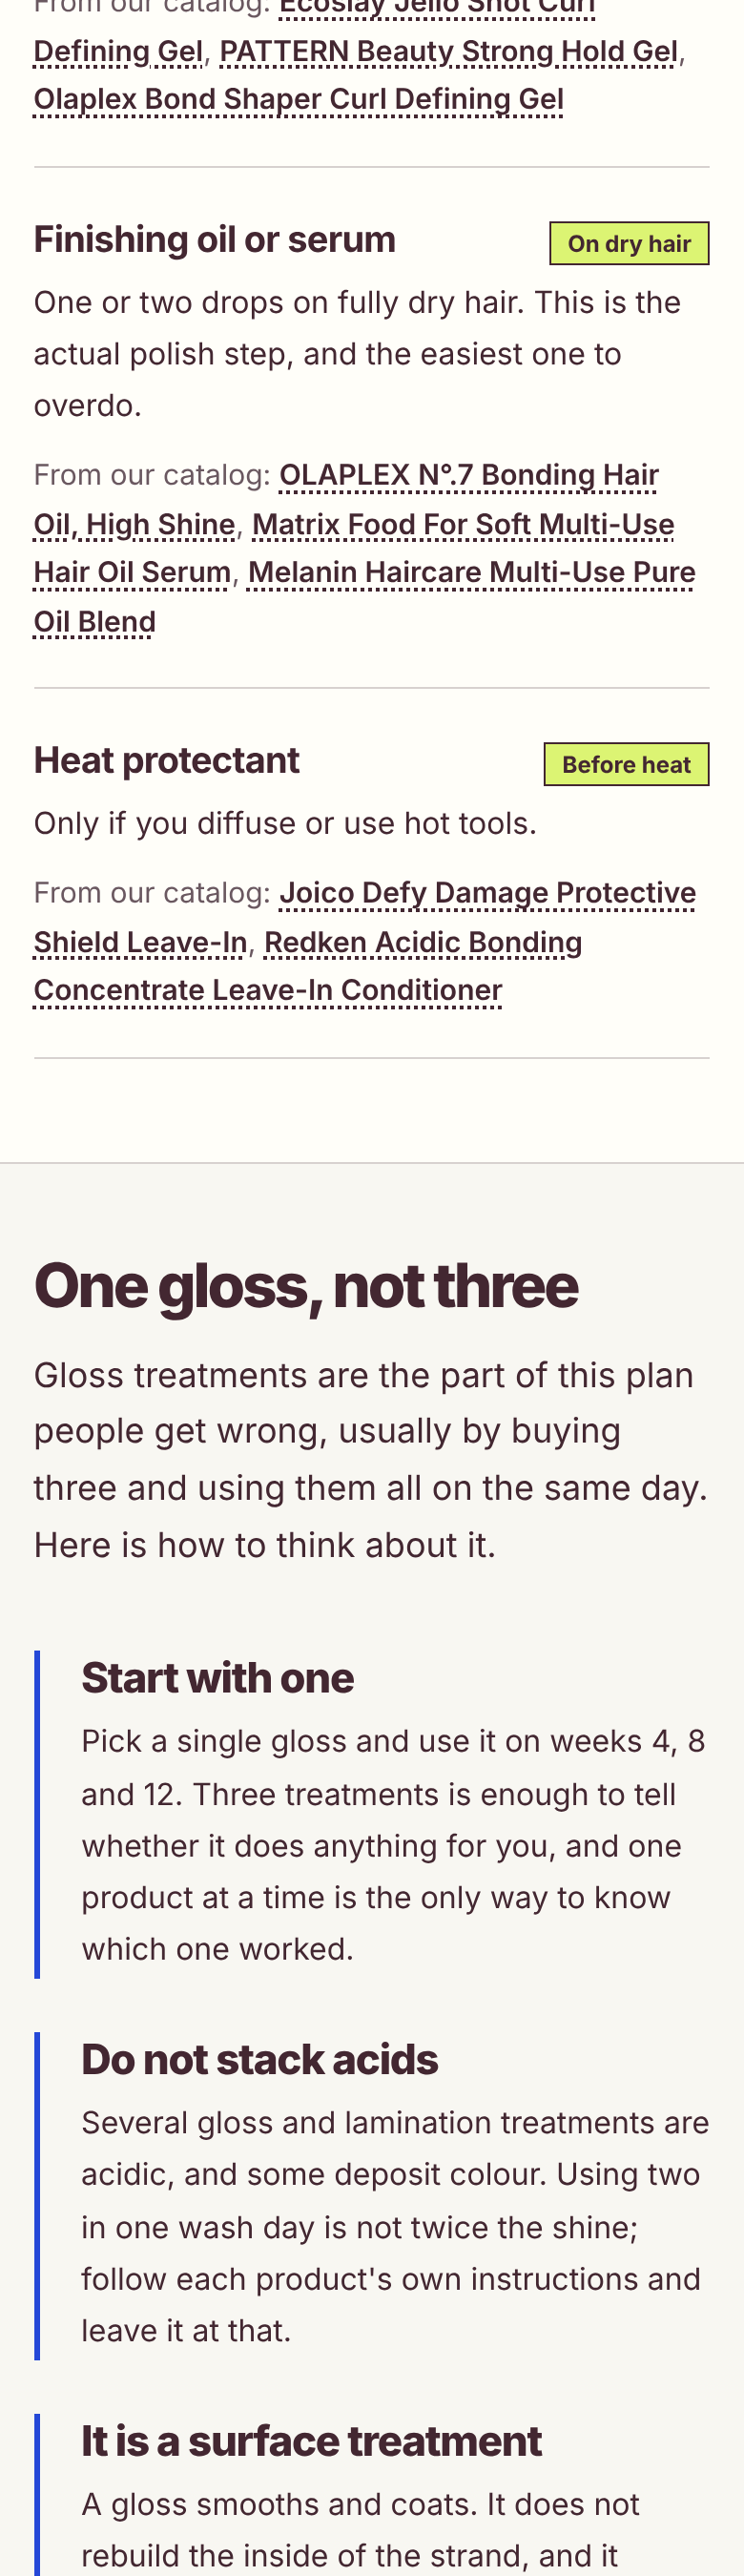 From our catalog: Ecoslay Jello Shot Curl
Defining Gel, PATTERN Beauty Strong Hold Gel,
Olaplex Bond Shaper Curl Defining Gel
Finishing oil or serum
On dry hair
One or two drops on fully dry hair. This is the
actual polish step, and the easiest one to
overdo.
From our catalog: OLAPLEX Nº.7 Bonding Hair
Oil, High Shine, Matrix Food For Soft Multi-Use
Hair Oil Serum, Melanin Haircare Multi-Use Pure
Oil Blend
Heat protectant
Before heat
Only if you diffuse or use hot tools.
From our catalog: Joico Defy Damage Protective
Shield Leave-In, Redken Acidic Bonding
Concentrate Leave-In Conditioner
One gloss, not three
Gloss treatments are the part of this plan
people get wrong, usually by buying
three and using them all on the same day.
Here is how to think about it.
Start with one
Pick a single gloss and use it on weeks 4, 8
and 12. Three treatments is enough to tell
whether it does anything for you, and one
product at a time is the only way to know
which one worked.
Do not stack acids
Several gloss and lamination treatments are
acidic, and some deposit colour. Using two
in one wash day is not twice the shine;
follow each product's own instructions and
leave it at that.
It is a surface treatment
A gloss smooths and coats. It does not
rebuild the inside of the strand, and it